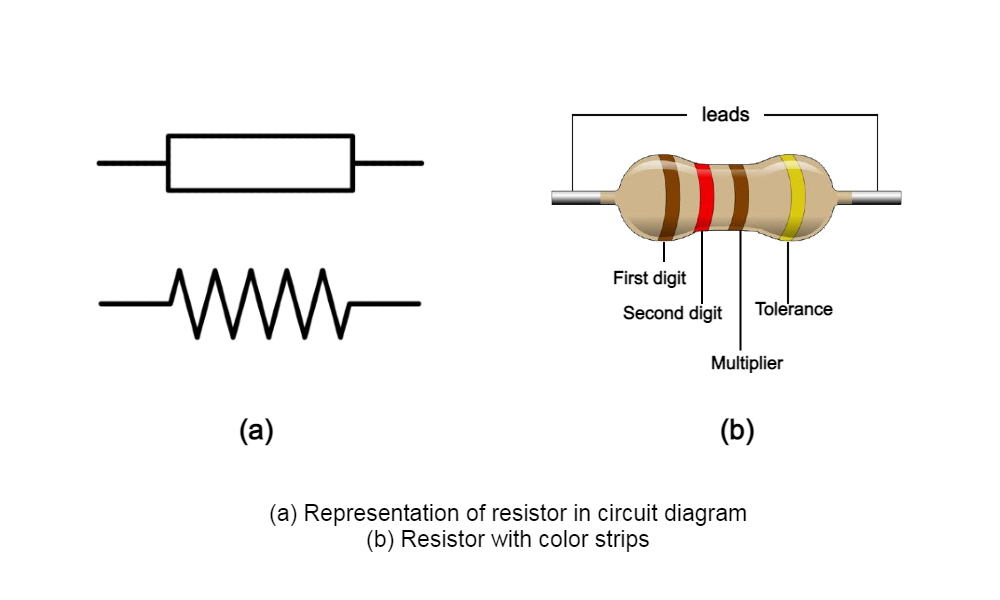 leads
First digit
Second digit
Tolerance
Multiplier
(a)
(b)
(a) Representation of resistor in circuit diagram
(b) Resistor with color strips